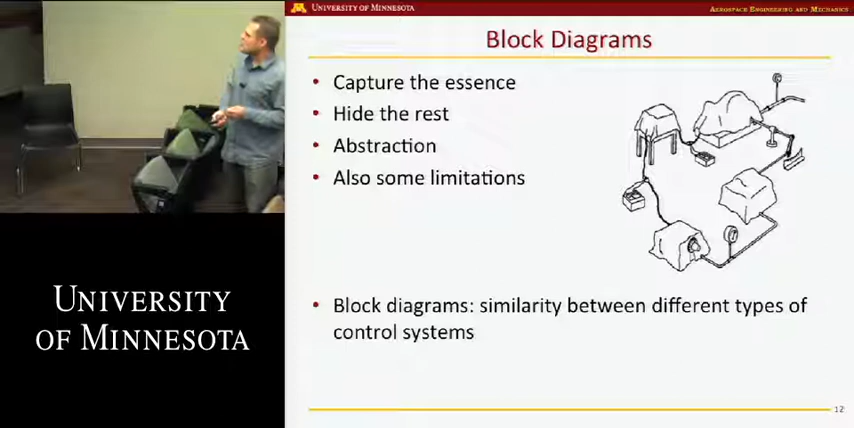 UNIVERSITY OF MINNESOTA
AEROSPACE ENGINEERING AND MECHANICS
Block Diagrams
• Capture the essence
• Hide the rest
• Abstraction
• Also some limitations
• Block diagrams: similarity between different types of
control systems
12
UNIVERSITY
OF MINNESOTA